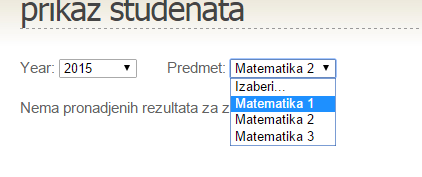 prikaz studenata
Year: 2015 Predmet: Matematika 2
Izaberi...
Matematika 1
Matematika 2
Matematika 3
Nema pronadjenih rezultata za z